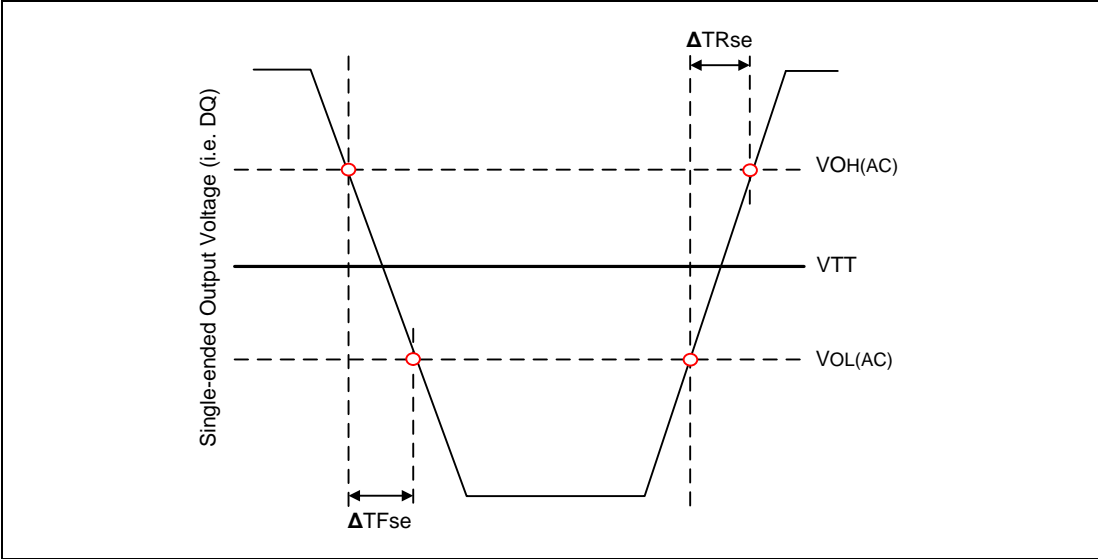 ΔTRse
Single-ended Output Voltage (i.e. DQ)
VOH(AC)
VTT
VOL(AC)
ΔTFse